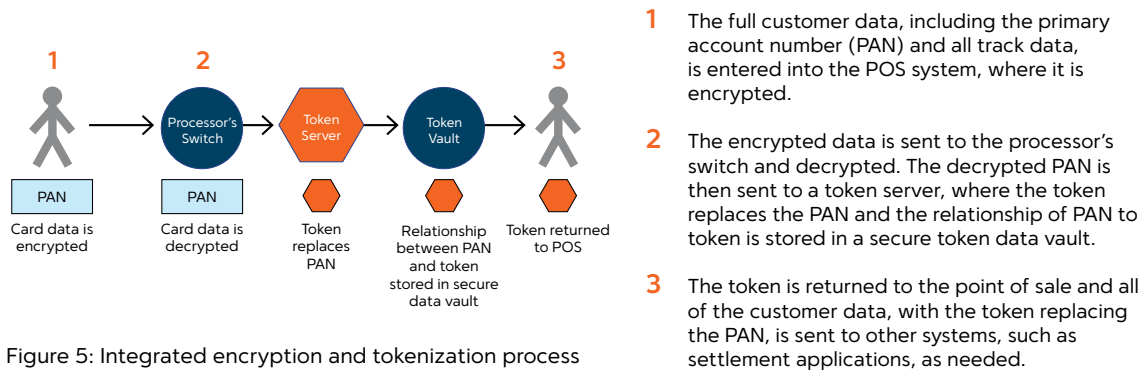 1
2
3
Processor's
Switch
Token
Server
Token
Vault
PAN
PAN
Card data is
encrypted
Card data is
decrypted
Token
replaces
PAN
Relationship
between PAN
and token
stored in secure
data vault
Token returned
to POS
Figure 5: Integrated encryption and tokenization process
1 The full customer data, including the primary
account number (PAN) and all track data,
is entered into the POS system, where it is
encrypted.
2 The encrypted data is sent to the processor's
switch and decrypted. The decrypted PAN is
then sent to a token server, where the token
replaces the PAN and the relationship of PAN to
token is stored in a secure token data vault.
3 The token is returned to the point of sale and all
of the customer data, with the token replacing
the PAN, is sent to other systems, such as
settlement applications, as needed.